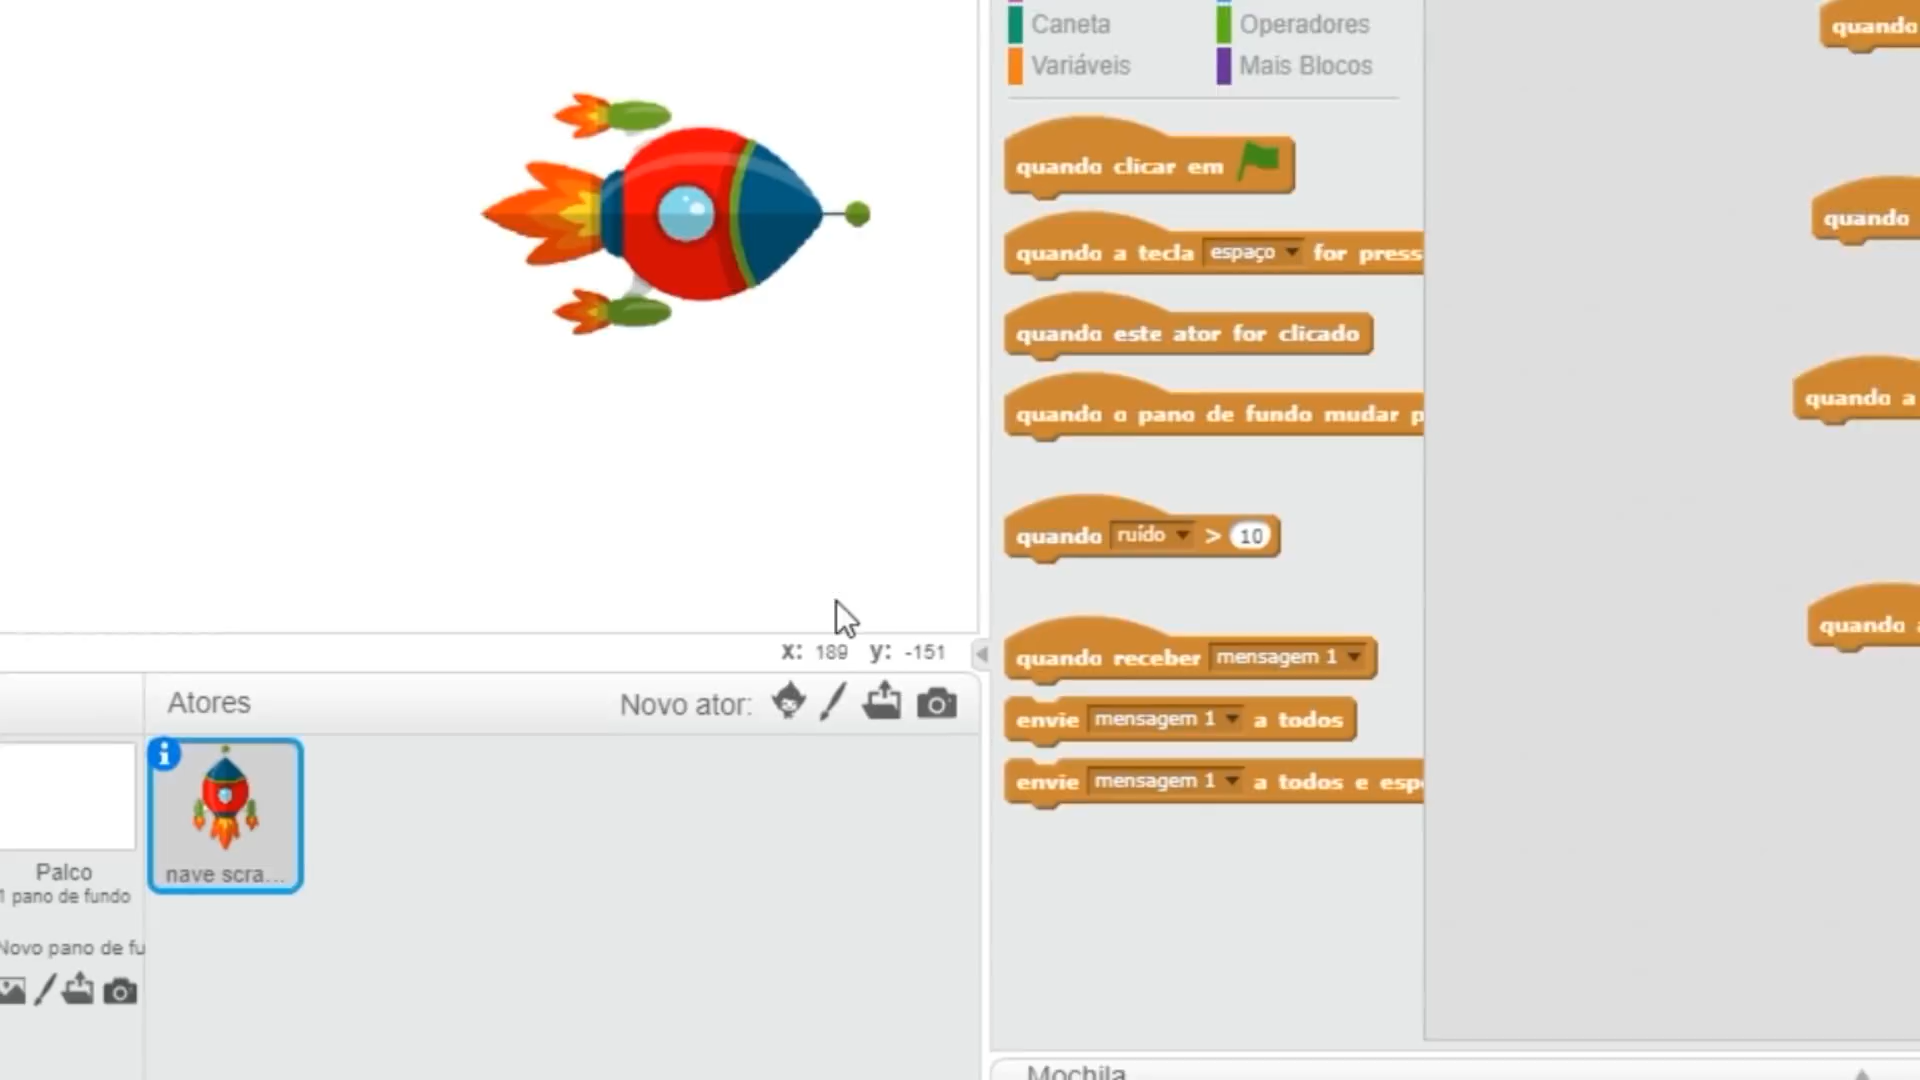 Caneta
Operadores
Variáveis
Mais Blocos
quando clicar em
quando a tecla espaço for press
quando este ator for clicado
quando o pano de fundo mudar p
quando ruído > 10
quando receber mensagem 1
envie mensagem 1 a todos
envie mensagem 1 a todos e esp
quando
quando
quando a
quando a
x: 189 y: -151
Atores
Novo ator:
i
nave scra...
Palco
1 pano de fundo
Novo pano de fu
Mochila